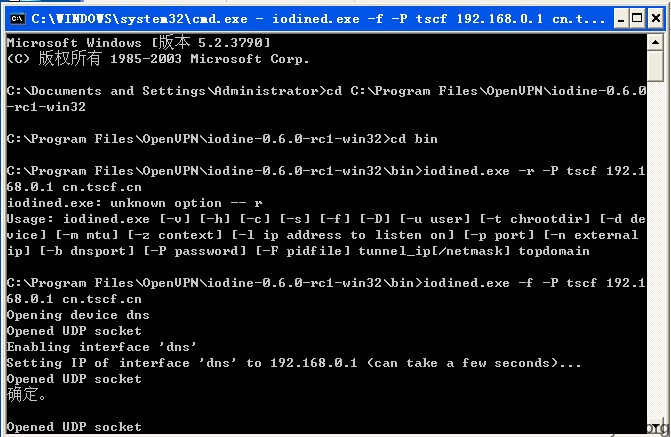 C:\WINDOWS\system32\cmd.exe - iodined.exe -f -P tscf 192.168.0.1 cn.t...
Microsoft Windows [版本 5.2.3790]
(C) 版权所有 1985-2003 Microsoft Corp.
C:\Documents and Settings\Administrator>cd C:\Program Files\OpenVPN\iodine-0.6.0
-rc1-win32
C:\Program Files\OpenVPN\iodine-0.6.0-rc1-win32>cd bin
C:\Program Files\OpenVPN\iodine-0.6.0-rc1-win32\bin>iodined.exe -r -P tscf 192.1
68.0.1 cn.tscf.cn
iodined.exe: unknown option -- r
Usage: iodined.exe [-v] [-h] [-c] [-s] [-f] [-D] [-u user] [-t chrootdir] [-d de
vice] [-m mtu] [-z context] [-l ip address to listen on] [-p port] [-n external
ip] [-b dnsport] [-P password] [-F pidfile] tunnel_ip[/netmask] topdomain
C:\Program Files\OpenVPN\iodine-0.6.0-rc1-win32\bin>iodined.exe -f -P tscf 192.1
68.0.1 cn.tscf.cn
Opening device dns
Opened UDP socket
Enabling interface 'dns'
Setting IP of interface 'dns' to 192.168.0.1 (can take a few seconds)...
Opened UDP socket
确定。
Opened UDP socket